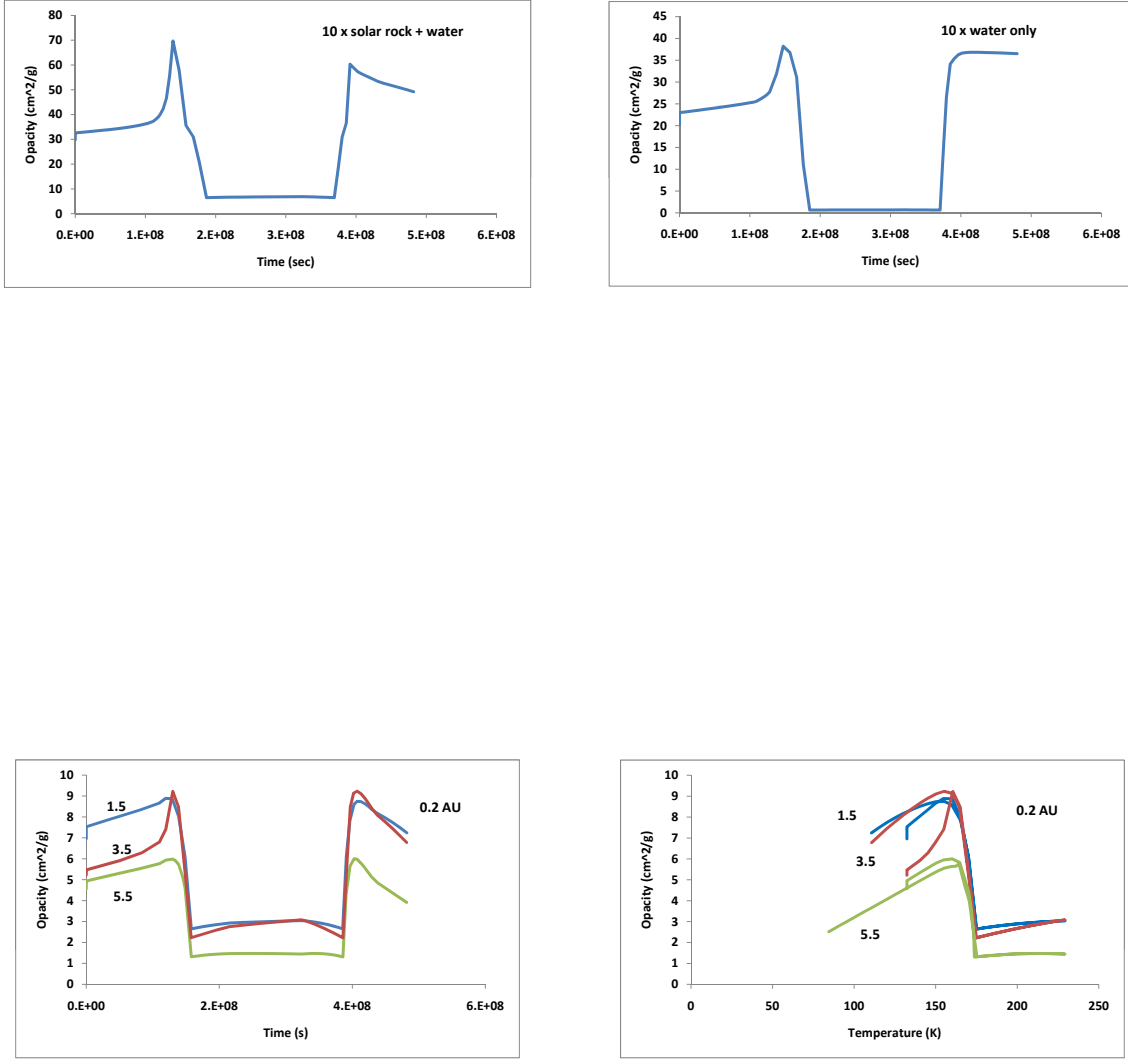 10 x solar rock + water
Opacity (cm^2/g)
80
70
60
50
40
30
20
10
0
0.E+00 1.E+08 2.E+08 3.E+08 4.E+08 5.E+08 6.E+08
Time (sec)
10 x water only
Opacity (cm^2/g)
45
40
35
30
25
20
15
10
5
0
0.E+00 1.E+08 2.E+08 3.E+08 4.E+08 5.E+08 6.E+08
Time (sec)
Opacity (cm^2/g)
10
9
8
7
6
5
4
3
2
1
0
1.5
3.5
5.5
0.2 AU
0.E+00 2.E+08 4.E+08 6.E+08
Time (s)
Opacity (cm^2/g)
10
9
8
7
6
5
4
3
2
1
0
1.5
3.5
5.5
0.2 AU
0 50 100 150 200 250
Temperature (K)